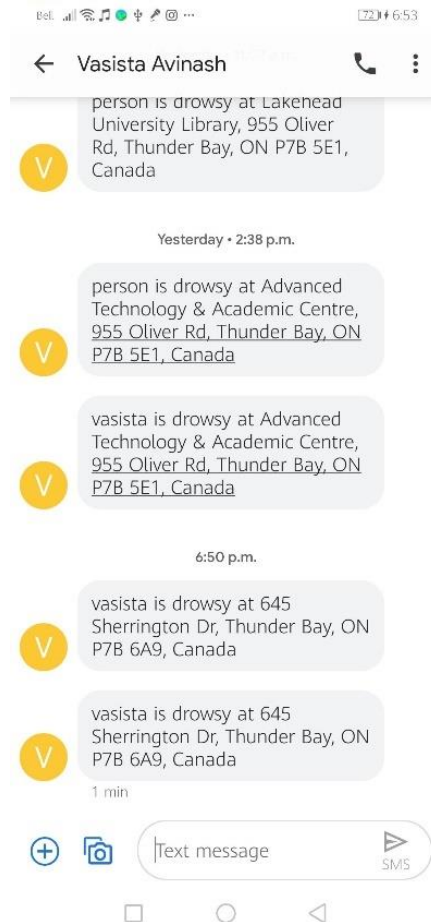 Bell
72 6:53
Vasista Avinash
person is drowsy at Lakehead
University Library, 955 Oliver
Rd, Thunder Bay, ON P7B 5E1,
Canada
V
Yesterday • 2:38 p.m.
person is drowsy at Advanced
Technology & Academic Centre,
955 Oliver Rd, Thunder Bay, ON
P7B 5E1, Canada
V
vasista is drowsy at Advanced
Technology & Academic Centre,
955 Oliver Rd, Thunder Bay, ON
P7B 5E1, Canada
V
6:50 p.m.
vasista is drowsy at 645
Sherrington Dr, Thunder Bay, ON
P7B 6A9, Canada
V
vasista is drowsy at 645
Sherrington Dr, Thunder Bay, ON
P7B 6A9, Canada
V
1 min
Text message
SMS